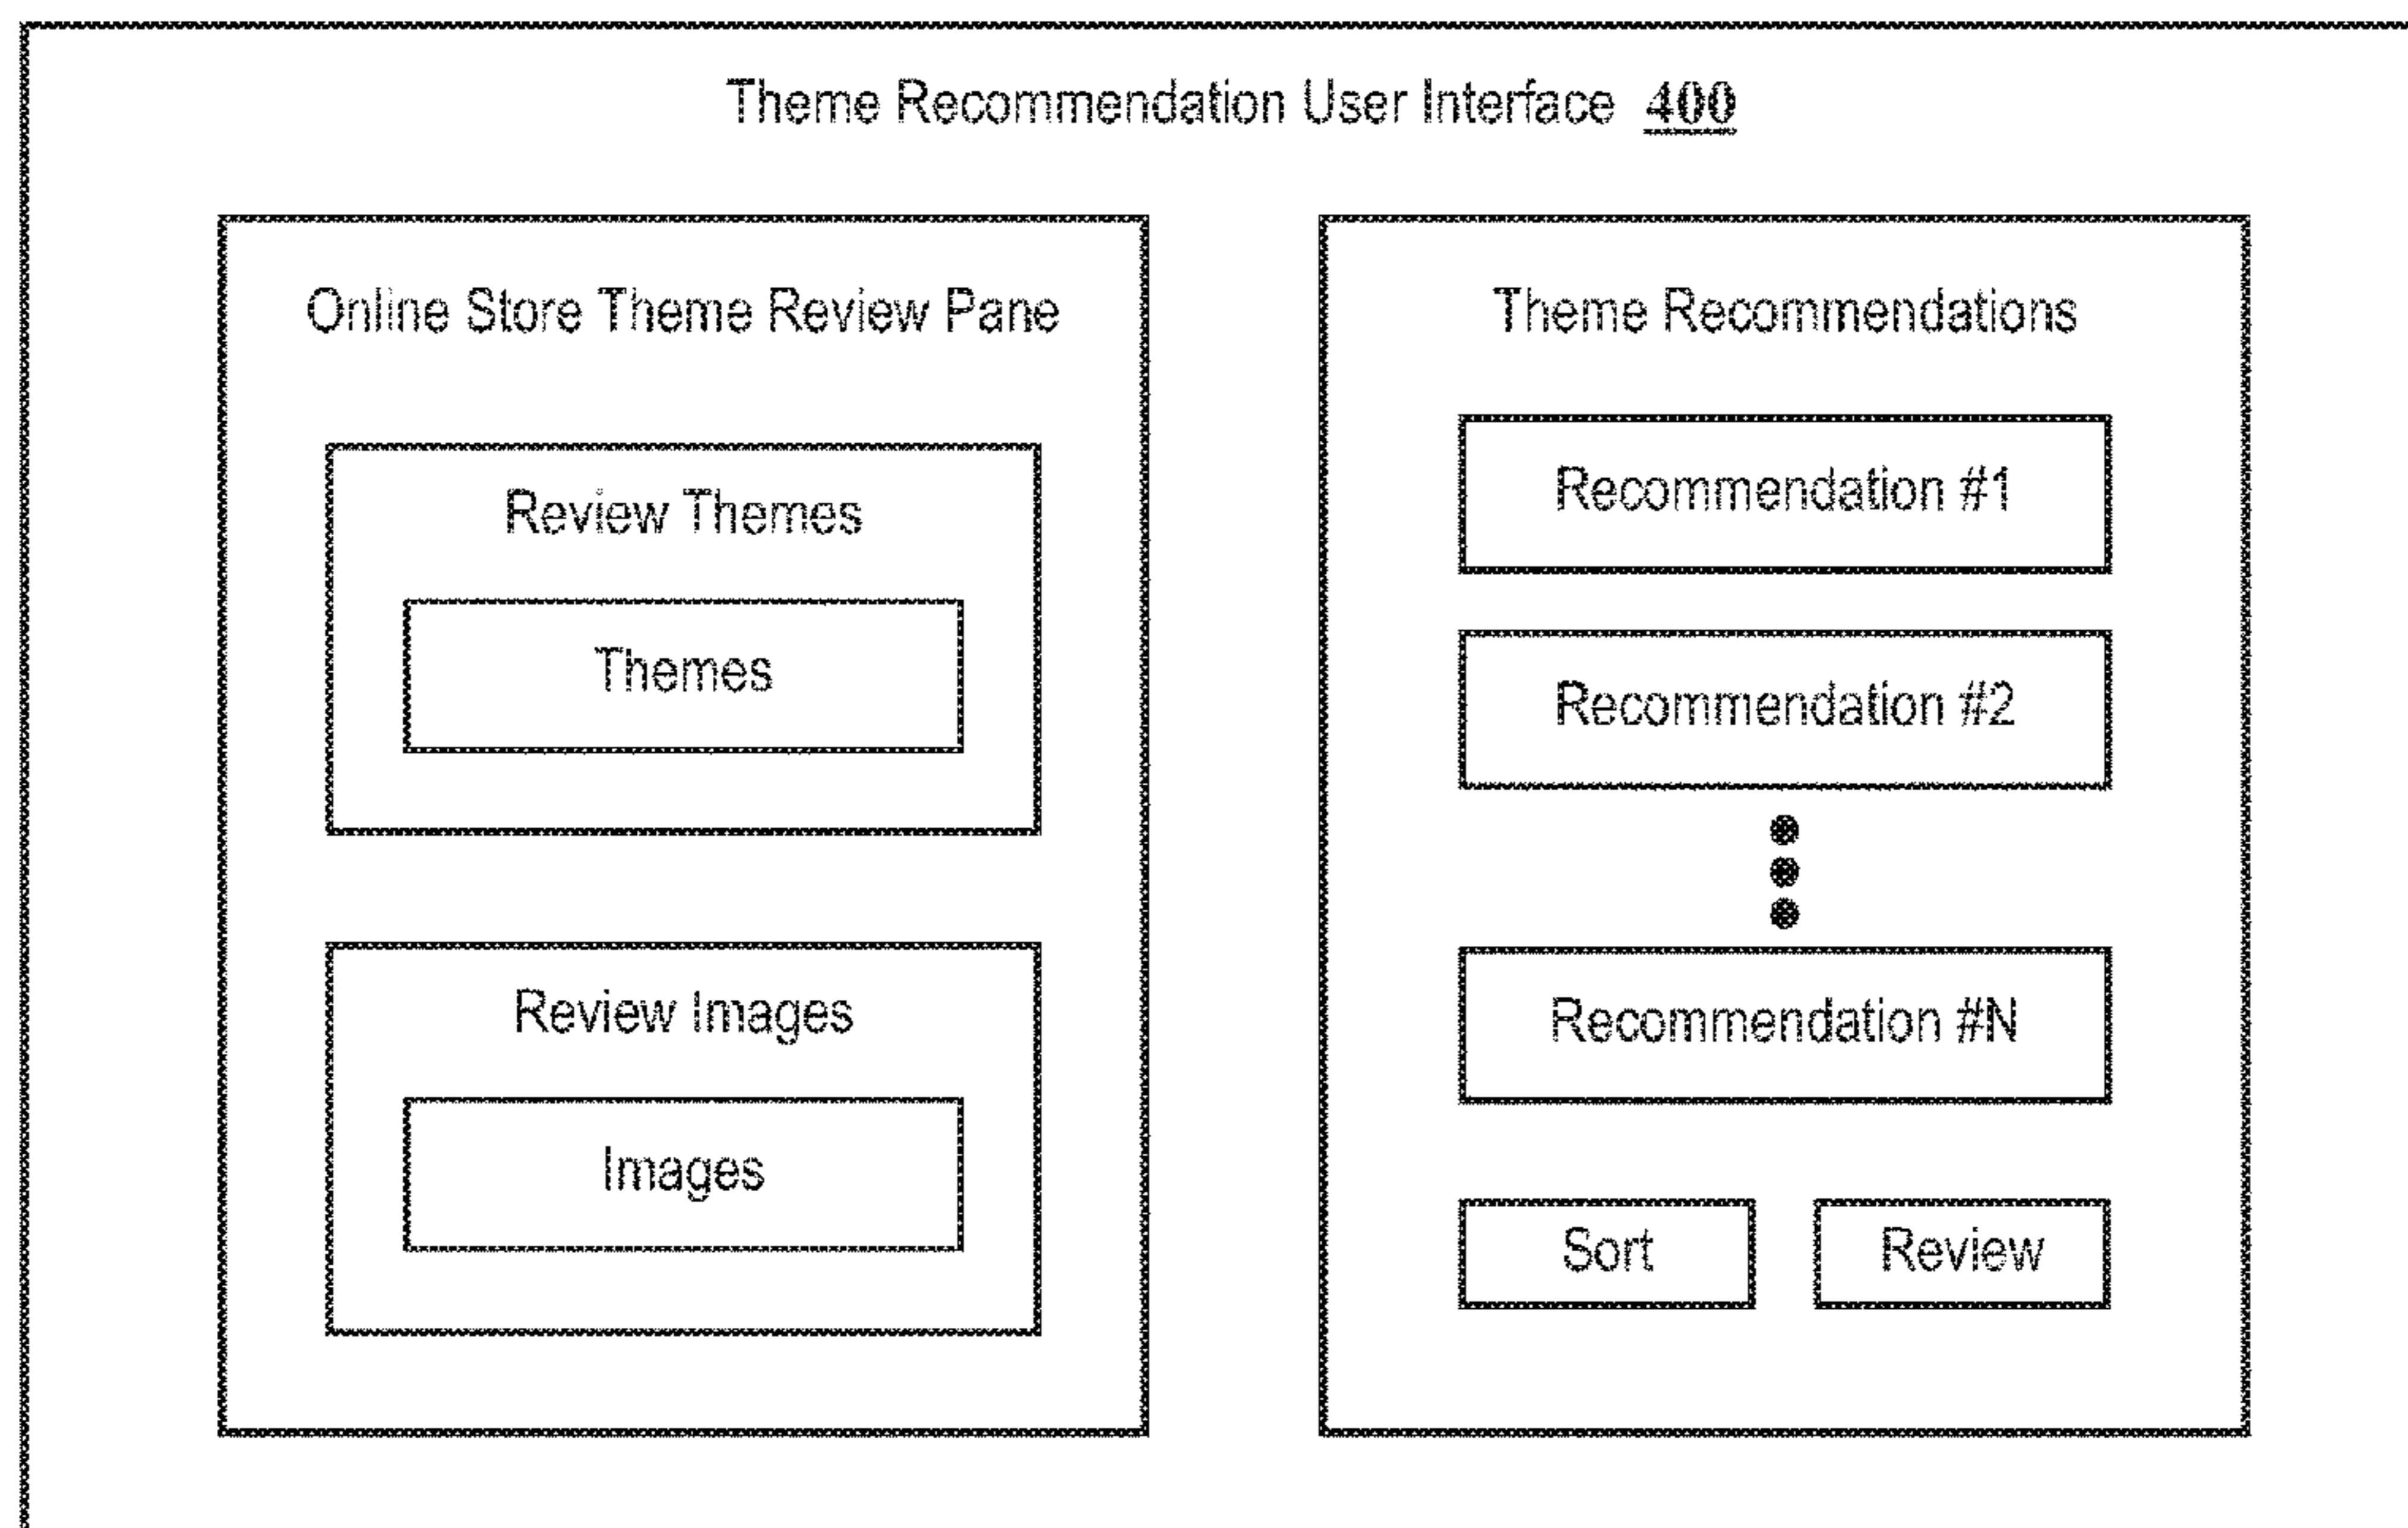 Theme Recommendation User Interface 400
Online Store Theme Review Pane
Review Themes
Themes
Review Images
Images
Theme Recommendations
Recommendation #1
Recommendation #2
Recommendation #N
Sort
Review